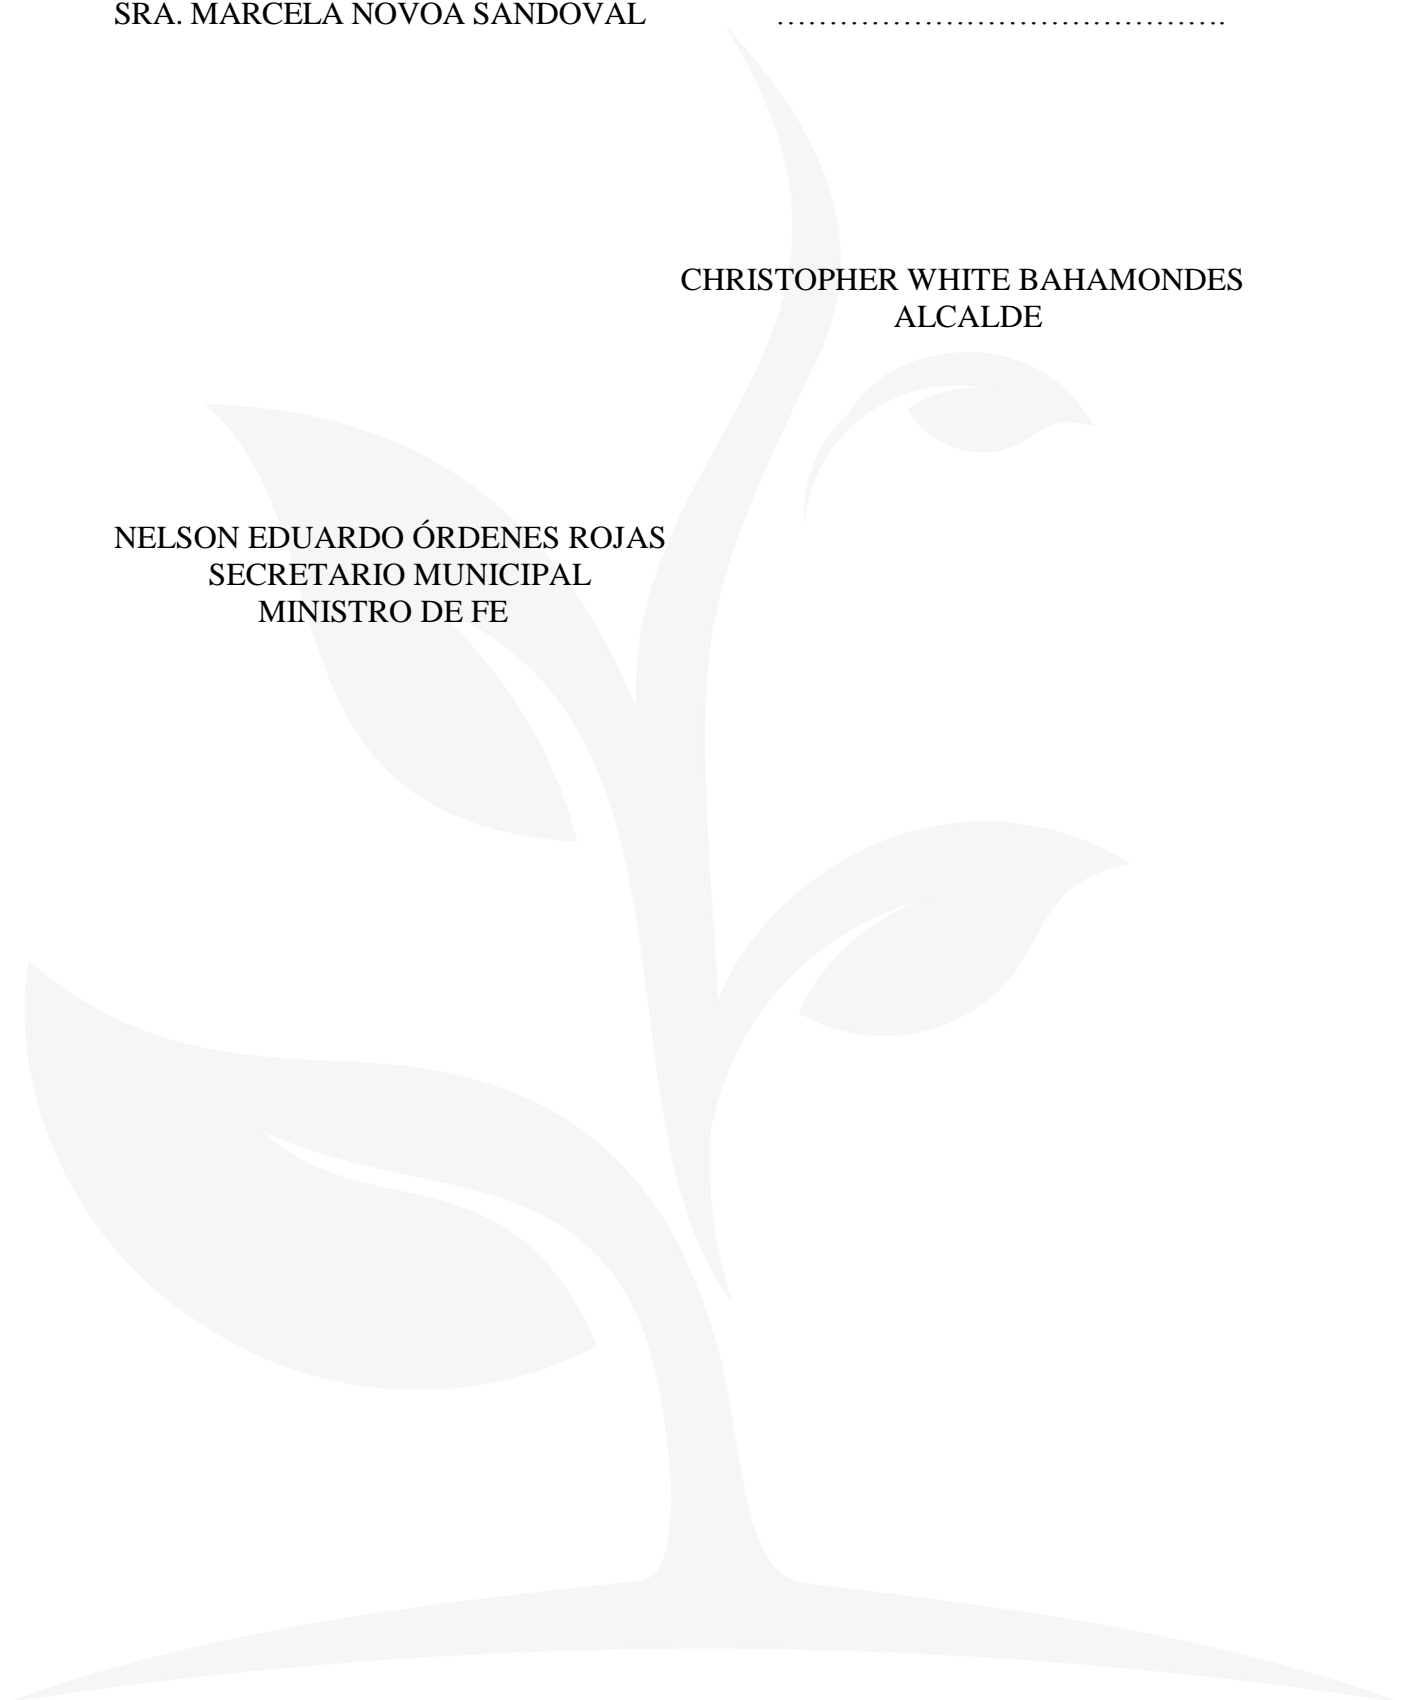 SRA. MARCELA NOVOA SANDOVAL …………………………………….
CHRISTOPHER WHITE BAHAMONDES
ALCALDE
NELSON EDUARDO ÓRDENES ROJAS
SECRETARIO MUNICIPAL
MINISTRO DE FE